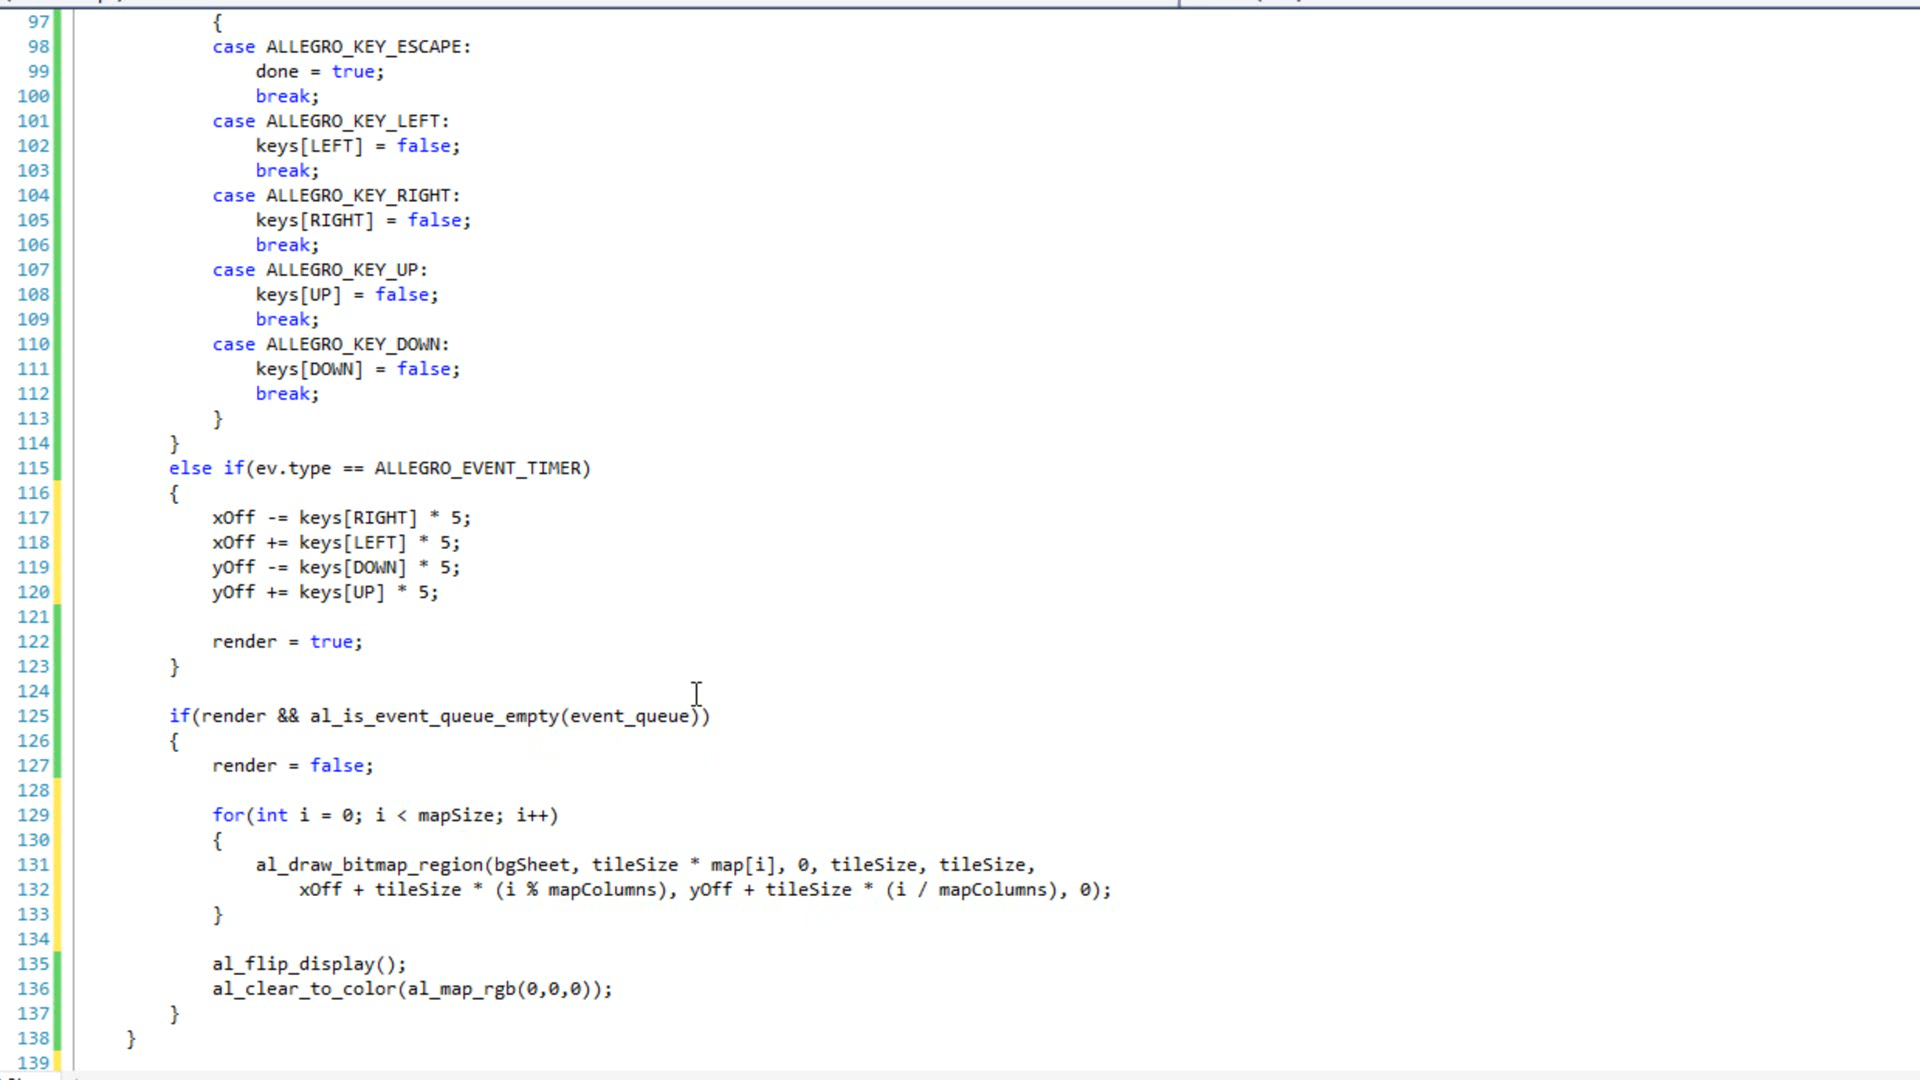 97 {
98 case ALLEGRO_KEY_ESCAPE:
99 done = true;
100 break;
101 case ALLEGRO_KEY_LEFT:
102 keys[LEFT] = false;
103 break;
104 case ALLEGRO_KEY_RIGHT:
105 keys[RIGHT] = false;
106 break;
107 case ALLEGRO_KEY_UP:
108 keys[UP] = false;
109 break;
110 case ALLEGRO_KEY_DOWN:
111 keys[DOWN] = false;
112 break;
113 }
114 }
115 else if(ev.type == ALLEGRO_EVENT_TIMER)
116 {
117 xOff -= keys[RIGHT] * 5;
118 xOff += keys[LEFT] * 5;
119 yOff -= keys[DOWN] * 5;
120 yOff += keys[UP] * 5;
121
122 render = true;
123 }
124
125 if(render && al_is_event_queue_empty(event_queue))
126 {
127 render = false;
128
129 for(int i = 0; i < mapSize; i++)
130 {
131 al_draw_bitmap_region(bgSheet, tileSize * map[i], 0, tileSize, tileSize,
132 xOff + tileSize * (i % mapColumns), yOff + tileSize * (i / mapColumns), 0);
133 }
134
135 al_flip_display();
136 al_clear_to_color(al_map_rgb(0,0,0));
137 }
138 }
139